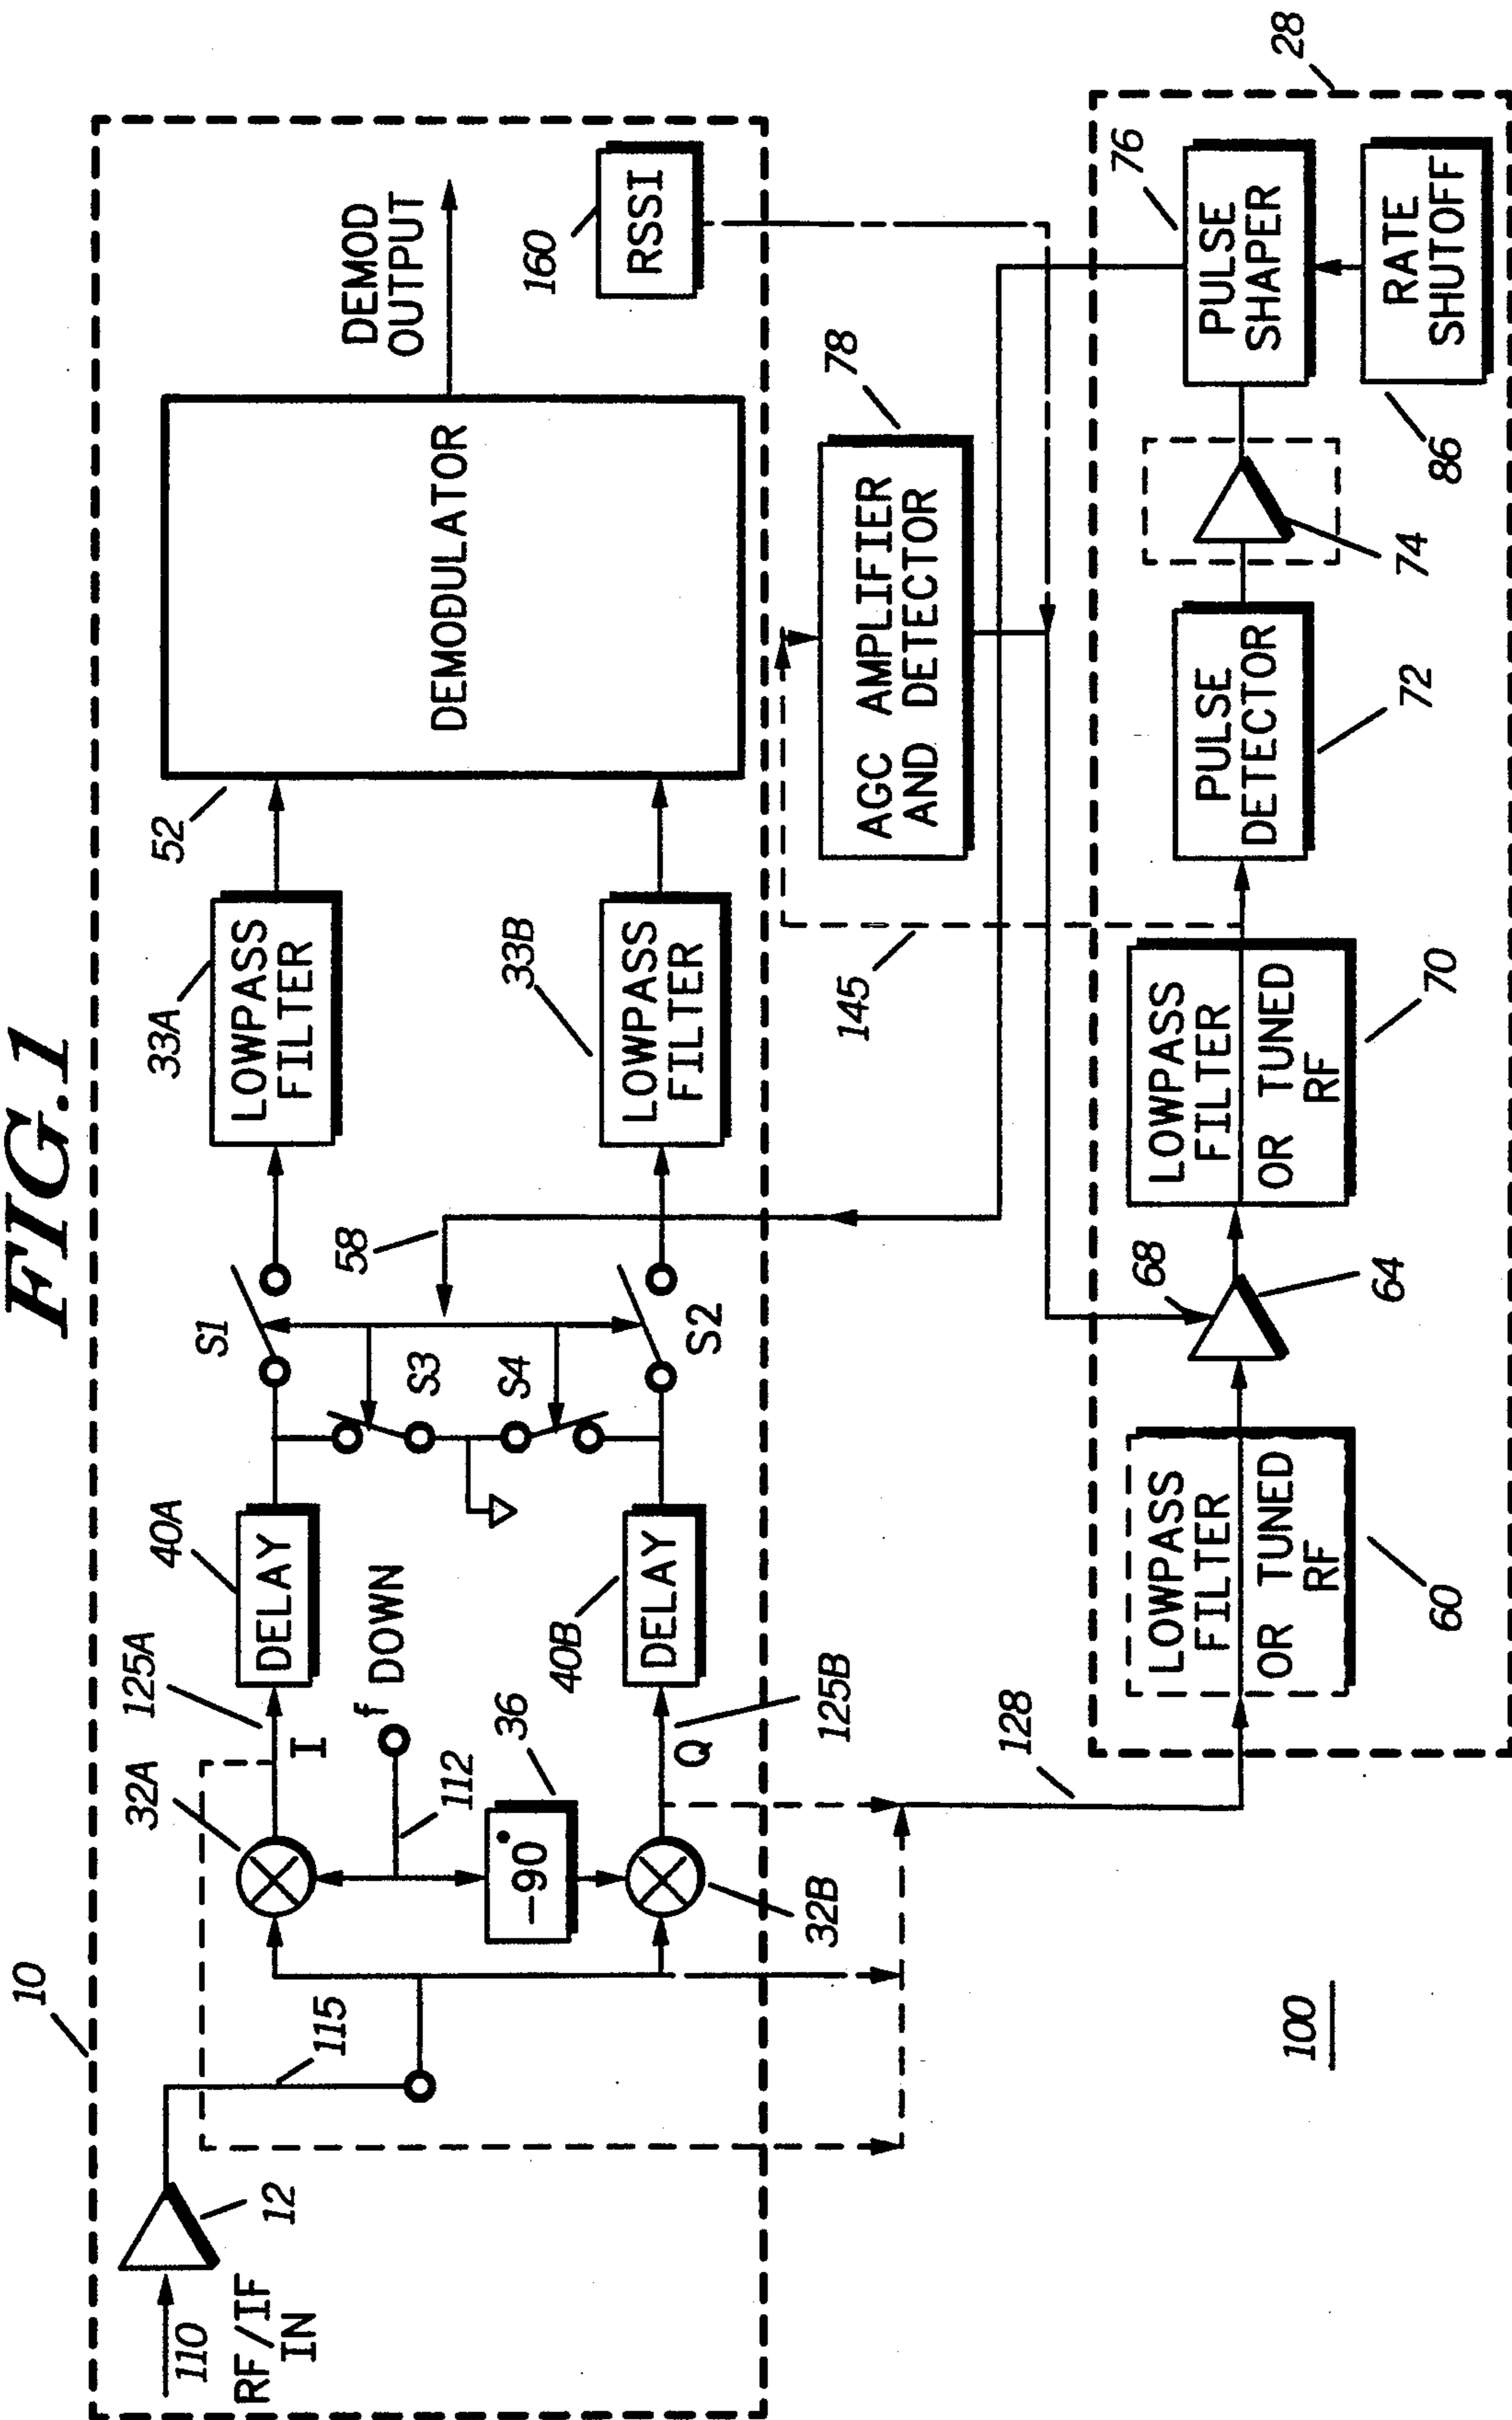 FIG.1
10
110
RF/IF
IN
12
115
32A
I
125A
40A
DELAY
112
f DOWN
36
-90°
32B
Q
125B
40B
DELAY
S1
S3
S4
S2
58
33A
LOWPASS
FILTER
33B
LOWPASS
FILTER
52
DEMODULATOR
DEMOD
OUTPUT
160
RSSI
78
AGC AMPLIFIER
AND DETECTOR
145
128
100
28
LOWPASS
FILTER
OR TUNED
RF
60
68
64
LOWPASS
FILTER
OR TUNED
RF
70
PULSE
DETECTOR
72
74
76
PULSE
SHAPER
RATE
SHUTOFF
86